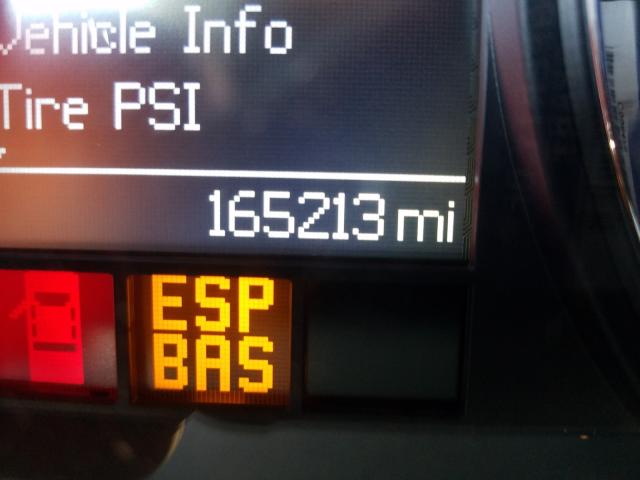 Vehicle Info
Tire PSI
165213 mi
ESP
BAS